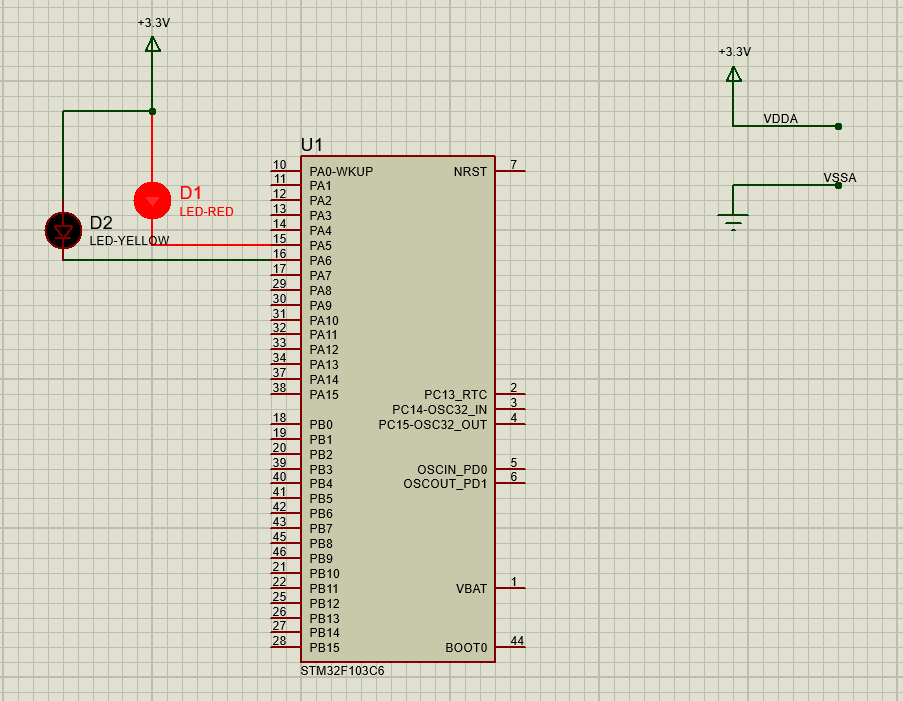 +3.3V
+3.3V
VDDA
VSSA
U1
D1
LED-RED
D2
LED-YELLOW
10 PA0-WKUP
11 PA1
12 PA2
13 PA3
14 PA4
15 PA5
16 PA6
17 PA7
29 PA8
30 PA9
31 PA10
32 PA11
33 PA12
34 PA13
37 PA14
38 PA15
18 PB0
19 PB1
20 PB2
39 PB3
40 PB4
41 PB5
42 PB6
43 PB7
45 PB8
46 PB9
21 PB10
22 PB11
25 PB12
26 PB13
27 PB14
28 PB15
NRST 7
PC13_RTC 2
PC14-OSC32_IN 3
PC15-OSC32_OUT 4
OSCIN_PD0 5
OSCOUT_PD1 6
VBAT 1
BOOT0 44
STM32F103C6